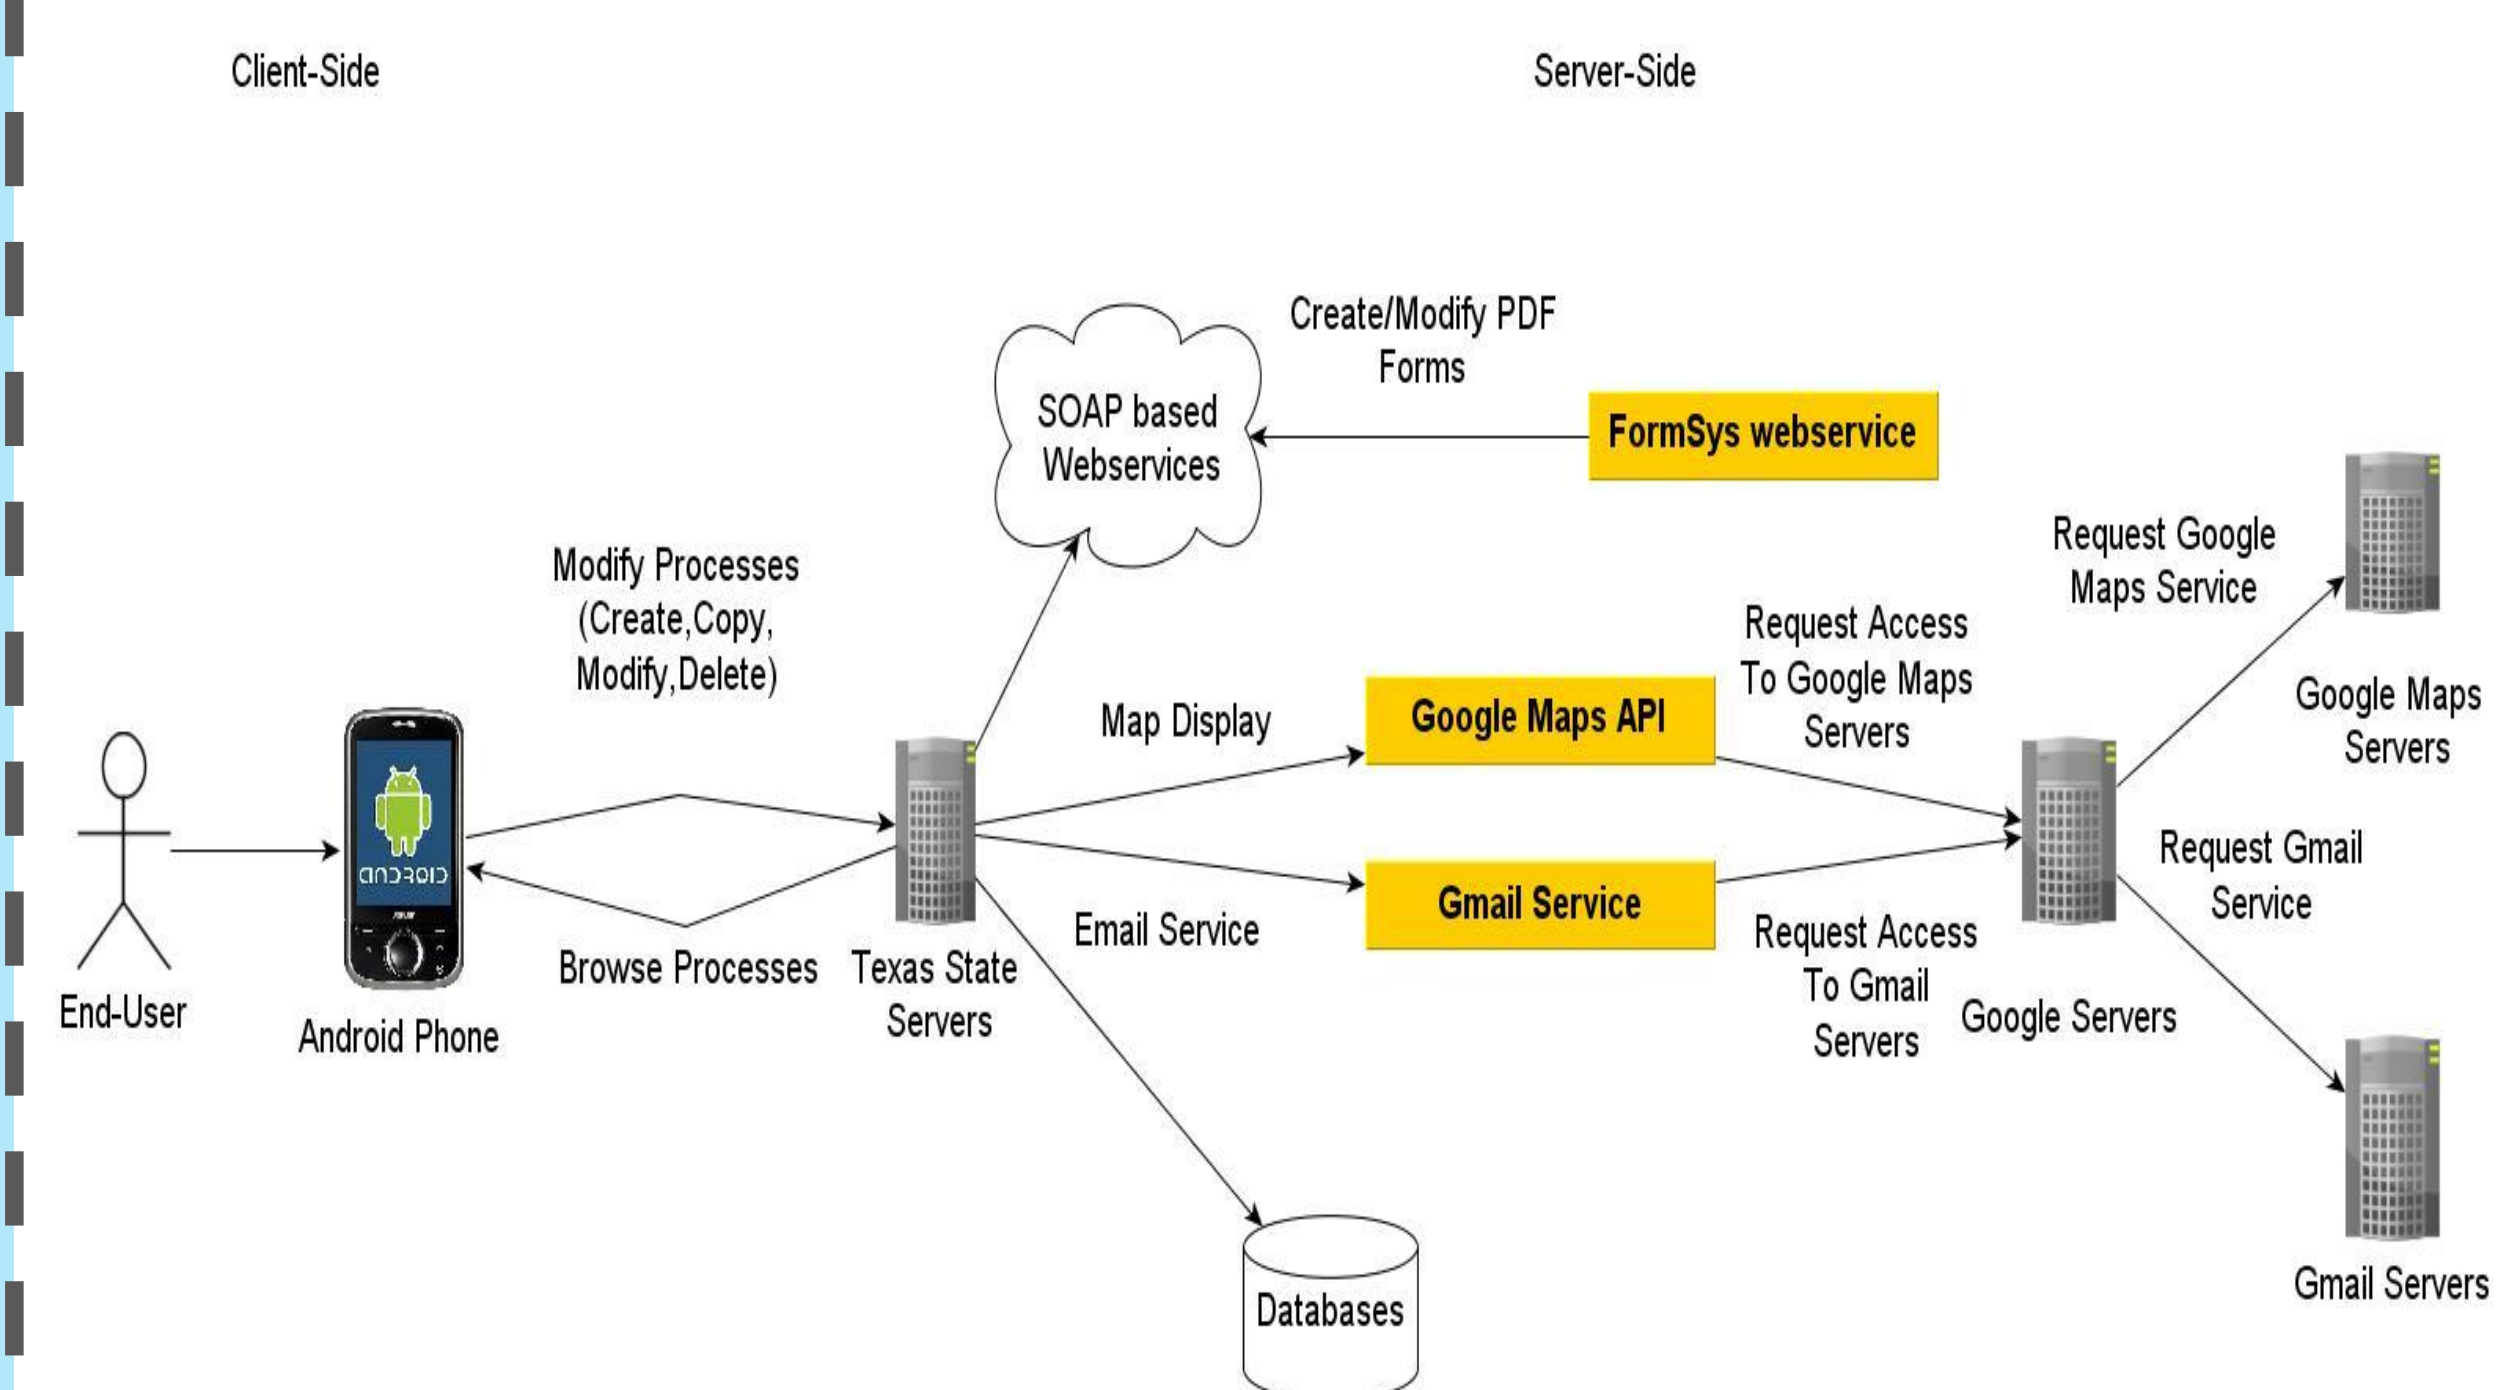 Client-Side
Server-Side
Create/Modify PDF
Forms
SOAP based
Webservices
FormSys webservice
Request Google
Maps Service
Modify Processes
(Create,Copy,
Modify,Delete)
Request Access
To Google Maps
Servers
Map Display
Google Maps API
Google Maps
Servers
Request Gmail
Service
ANDROID
Email Service
Gmail Service
Browse Processes
Texas State
Servers
Request Access
To Gmail
Servers
Google Servers
End-User
Android Phone
Databases
Gmail Servers